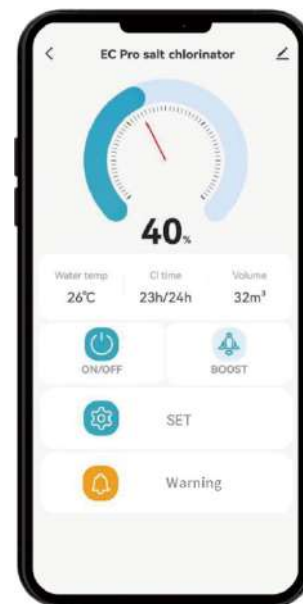 EC Pro salt chlorinator
40%
Water temp Cl time Volume
26℃ 23h/24h 32m³
ON/OFF BOOST
SET
Warning